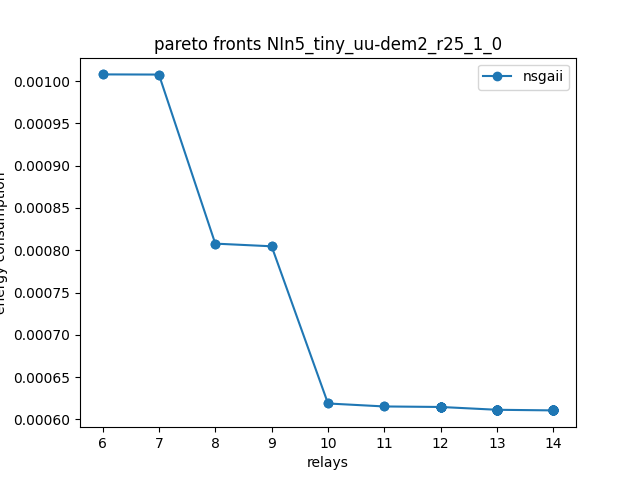 pareto fronts NIn5_tiny_uu-dem2_r25_1_0
nsgaii
0.00100
0.00095
0.00090
0.00085
0.00080
0.00075
0.00070
0.00065
0.00060
energy consumption
6 7 8 9 10 11 12 13 14
relays